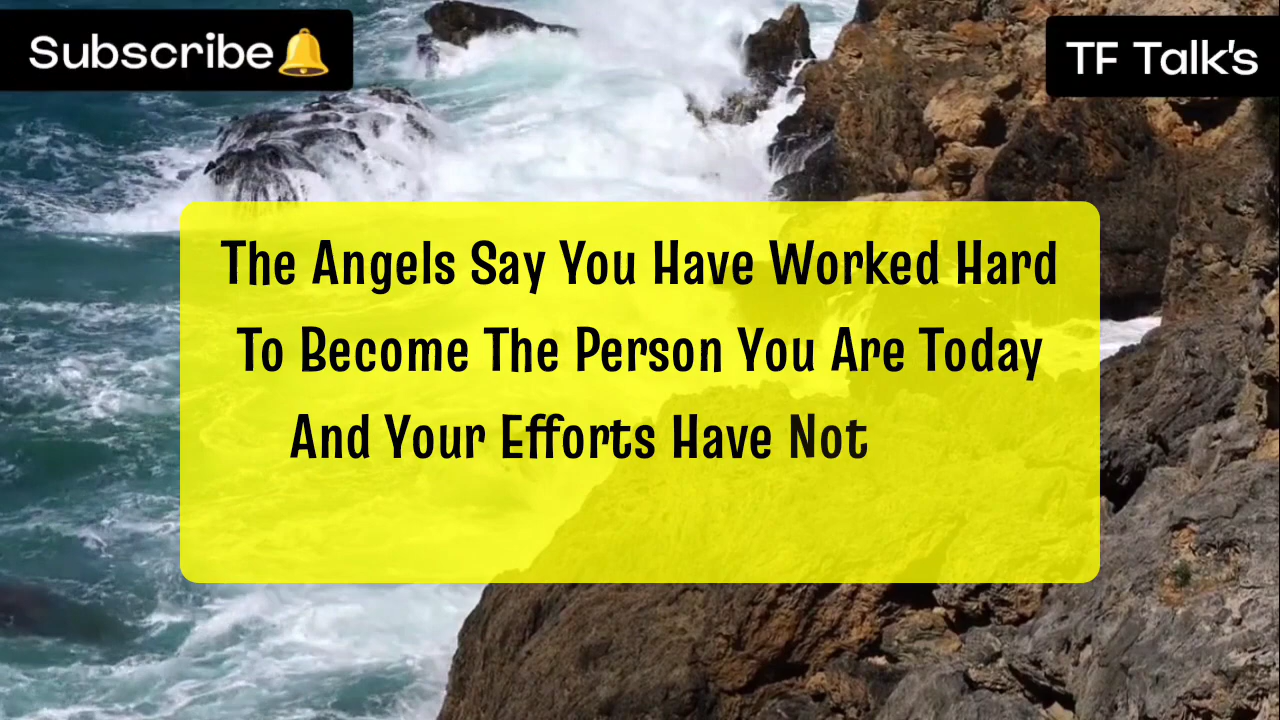 Subscribe🔔
TF Talk's
The Angels Say You Have Worked Hard
To Become The Person You Are Today
And Your Efforts Have Not